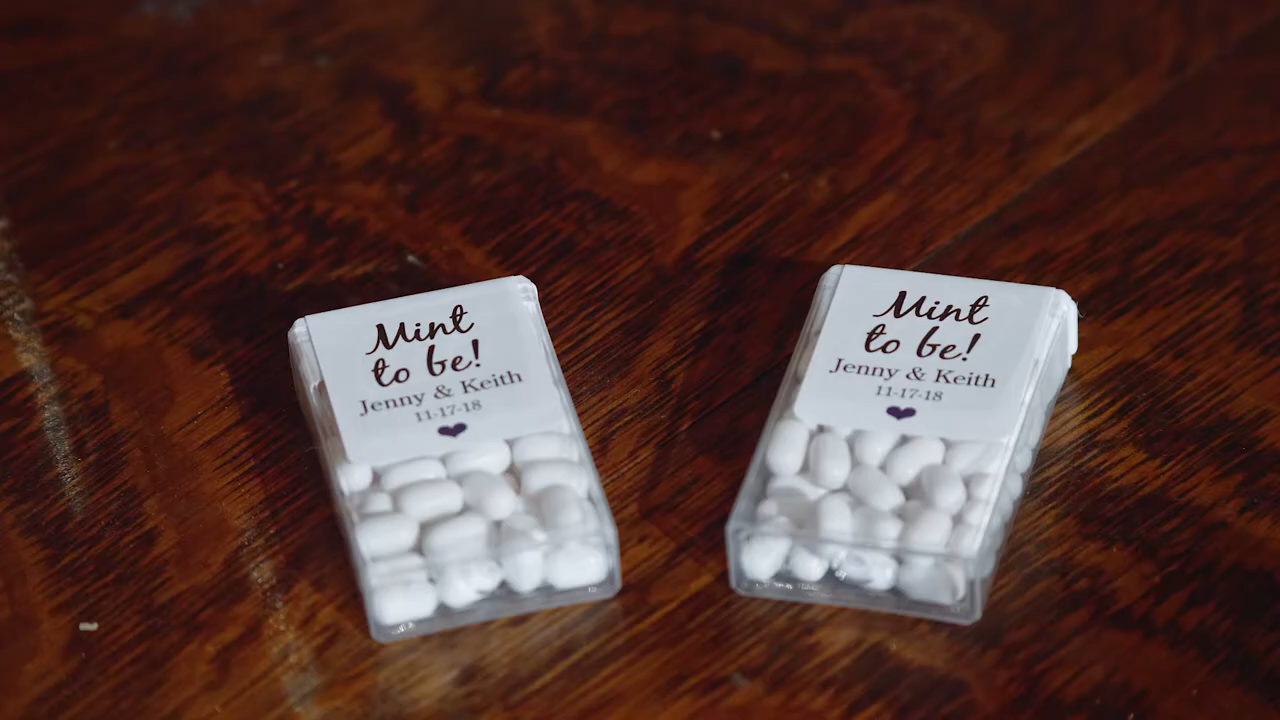 Mint
to be!
Jenny & Keith
11-17-18
Mint
to be!
Jenny & Keith
11-17-18